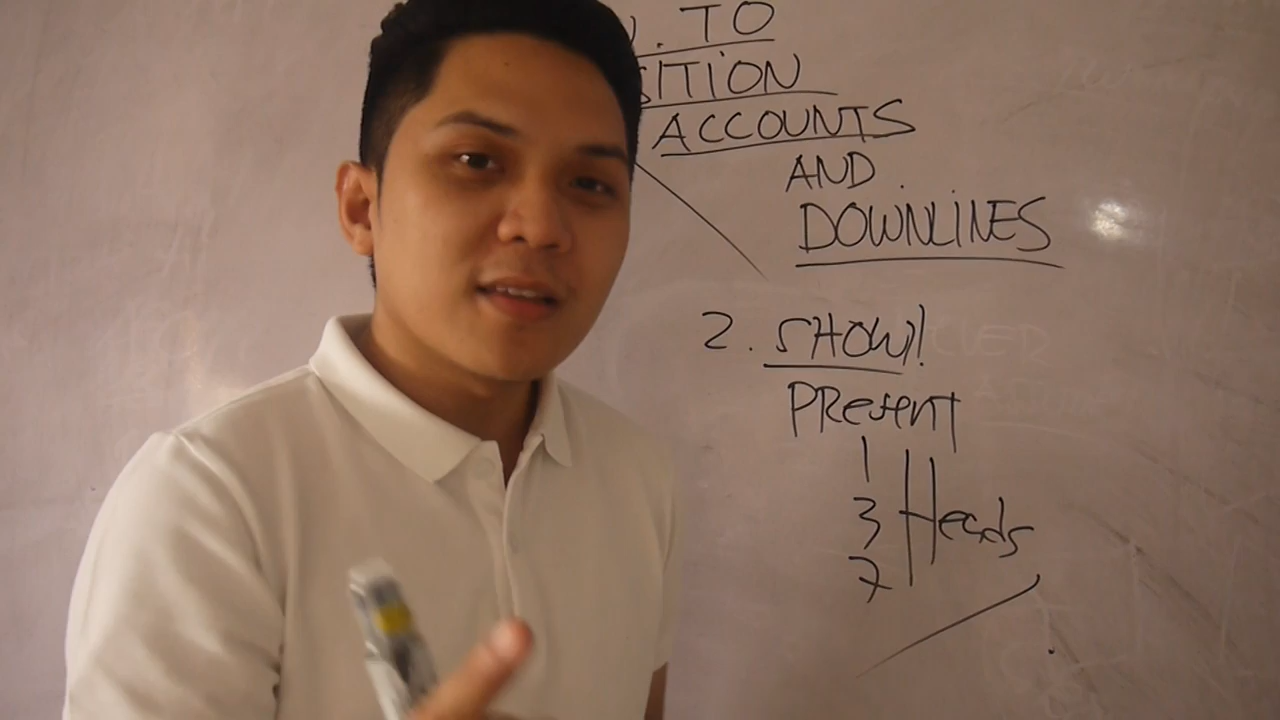 . TO
SITION
ACCOUNTS
AND
DOWNLINES
2. SHOW!
PResent
1
3 Heads
7